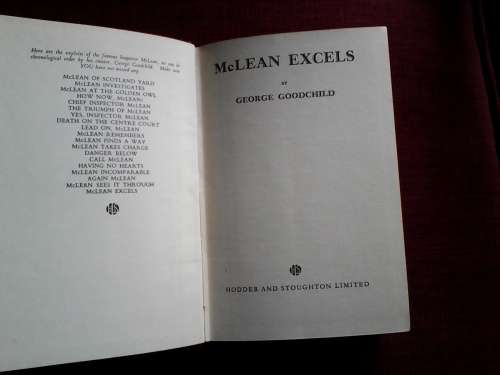 Here are the exploits of the famous Inspector McLean, set out in
chronological order by his creator, George Goodchild. Make sure
YOU have not missed any.
McLEAN OF SCOTLAND YARD
McLEAN INVESTIGATES
McLEAN AT THE GOLDEN OWL
HOW NOW, McLEAN?
CHIEF INSPECTOR McLEAN
THE TRIUMPH OF McLEAN
YES, INSPECTOR McLEAN
DEATH ON THE CENTRE COURT
LEAD ON, McLEAN
McLEAN REMEMBERS
McLEAN FINDS A WAY
McLEAN TAKES CHARGE
DANGER BELOW
CALL McLEAN
HAVING NO HEARTS
McLEAN INCOMPARABLE
AGAIN McLEAN
McLEAN SEES IT THROUGH
McLEAN EXCELS
McLEAN EXCELS
BY
GEORGE GOODCHILD
HODDER AND STOUGHTON LIMITED